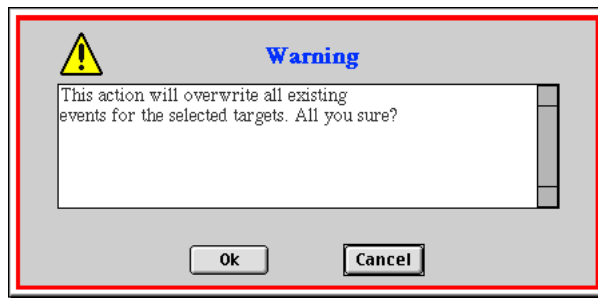 Warning
This action will overwrite all existing
events for the selected targets. All you sure?
Ok
Cancel